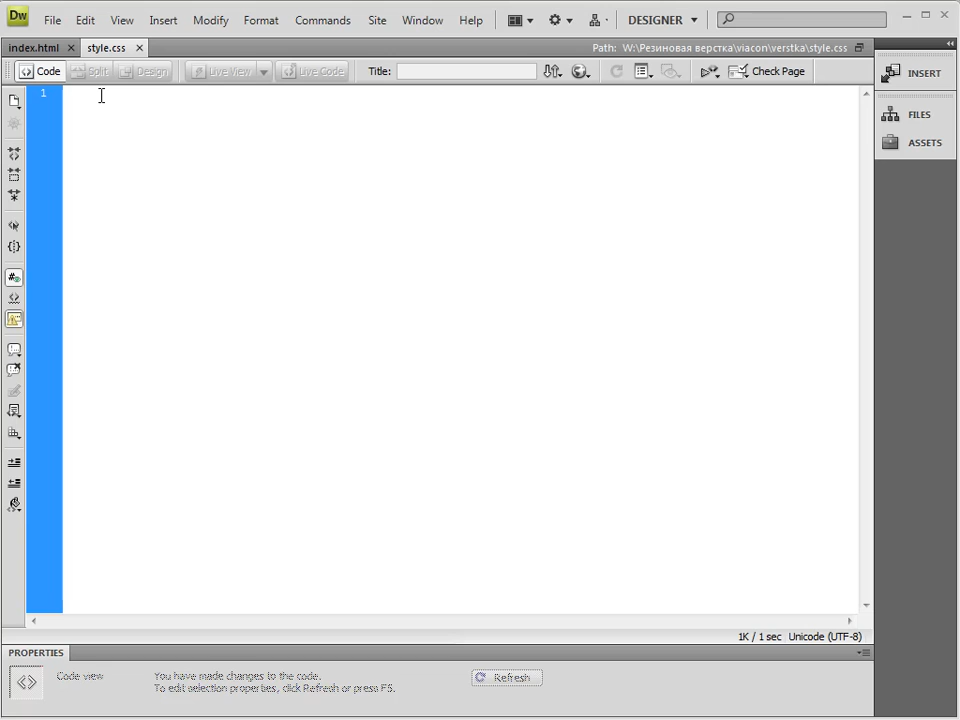 Dw File Edit View Insert Modify Format Commands Site Window Help DESIGNER
index.html style.css Path: W:\Резиновая верстка\viacon\verstka\style.css
Code Split Design Live View Live Code Title: Check Page
INSERT
FILES
ASSETS
1
1K / 1 sec Unicode (UTF-8)
PROPERTIES
Code view You have made changes to the code. Refresh
To edit selection properties, click Refresh or press F5.